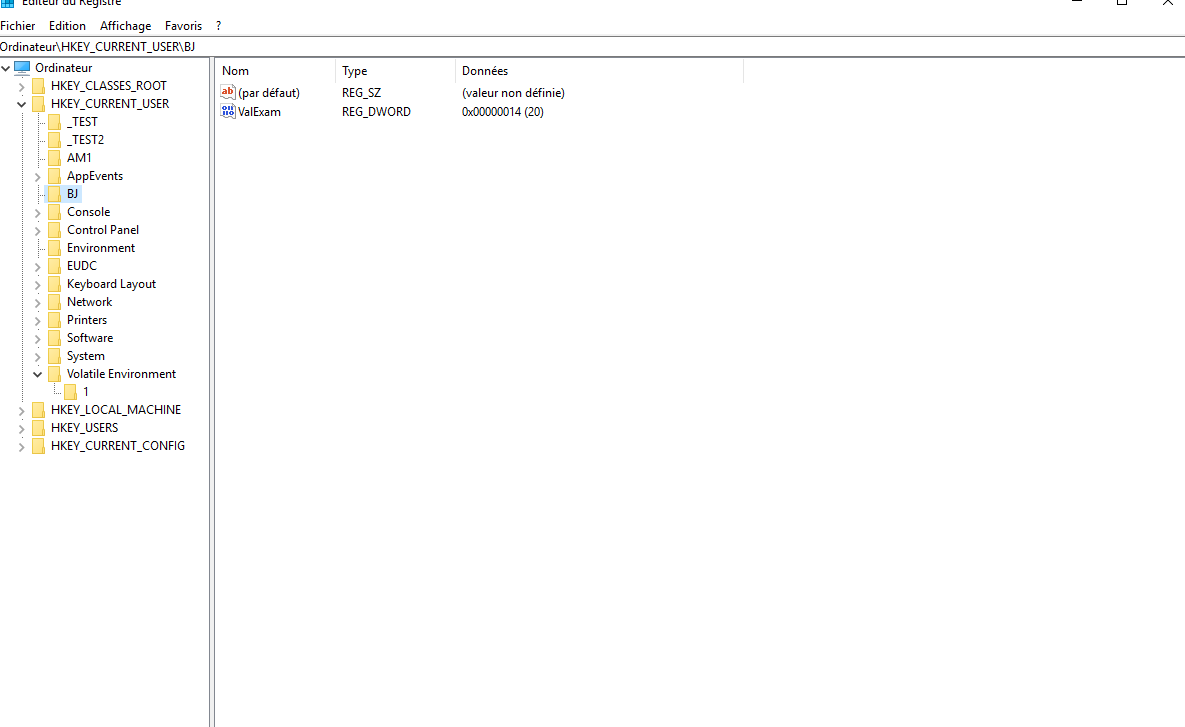 Editeur du Registre
Fichier Edition Affichage Favoris ?
Ordinateur\HKEY_CURRENT_USER\BJ
Ordinateur
HKEY_CLASSES_ROOT
HKEY_CURRENT_USER
_TEST
_TEST2
AM1
AppEvents
BJ
Console
Control Panel
Environment
EUDC
Keyboard Layout
Network
Printers
Software
System
Volatile Environment
1
HKEY_LOCAL_MACHINE
HKEY_USERS
HKEY_CURRENT_CONFIG
Nom Type Données
ab (par défaut) REG_SZ (valeur non définie)
ValExam REG_DWORD 0x00000014 (20)